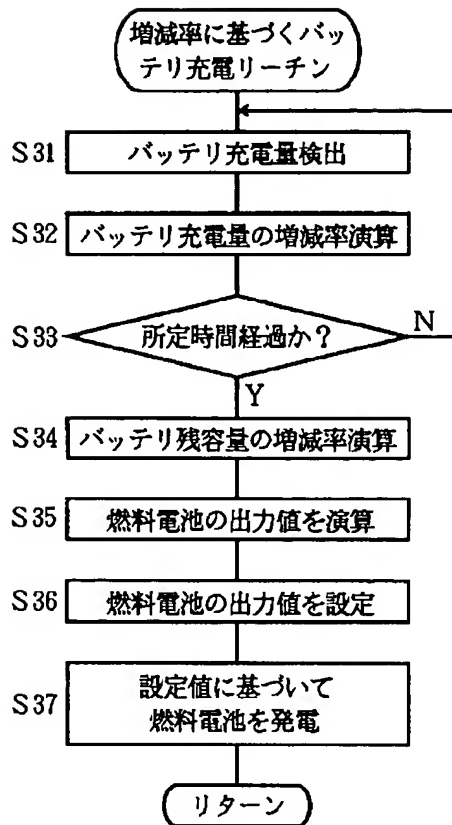 増減率に基づくバッ
テリ充電リーチン
S31 バッテリ充電量検出
S32 バッテリ充電量の増減率演算
S33 所定時間経過か？ N
Y
S34 バッテリ残容量の増減率演算
S35 燃料電池の出力値を演算
S36 燃料電池の出力値を設定
S37 設定値に基づいて
燃料電池を発電
リターン